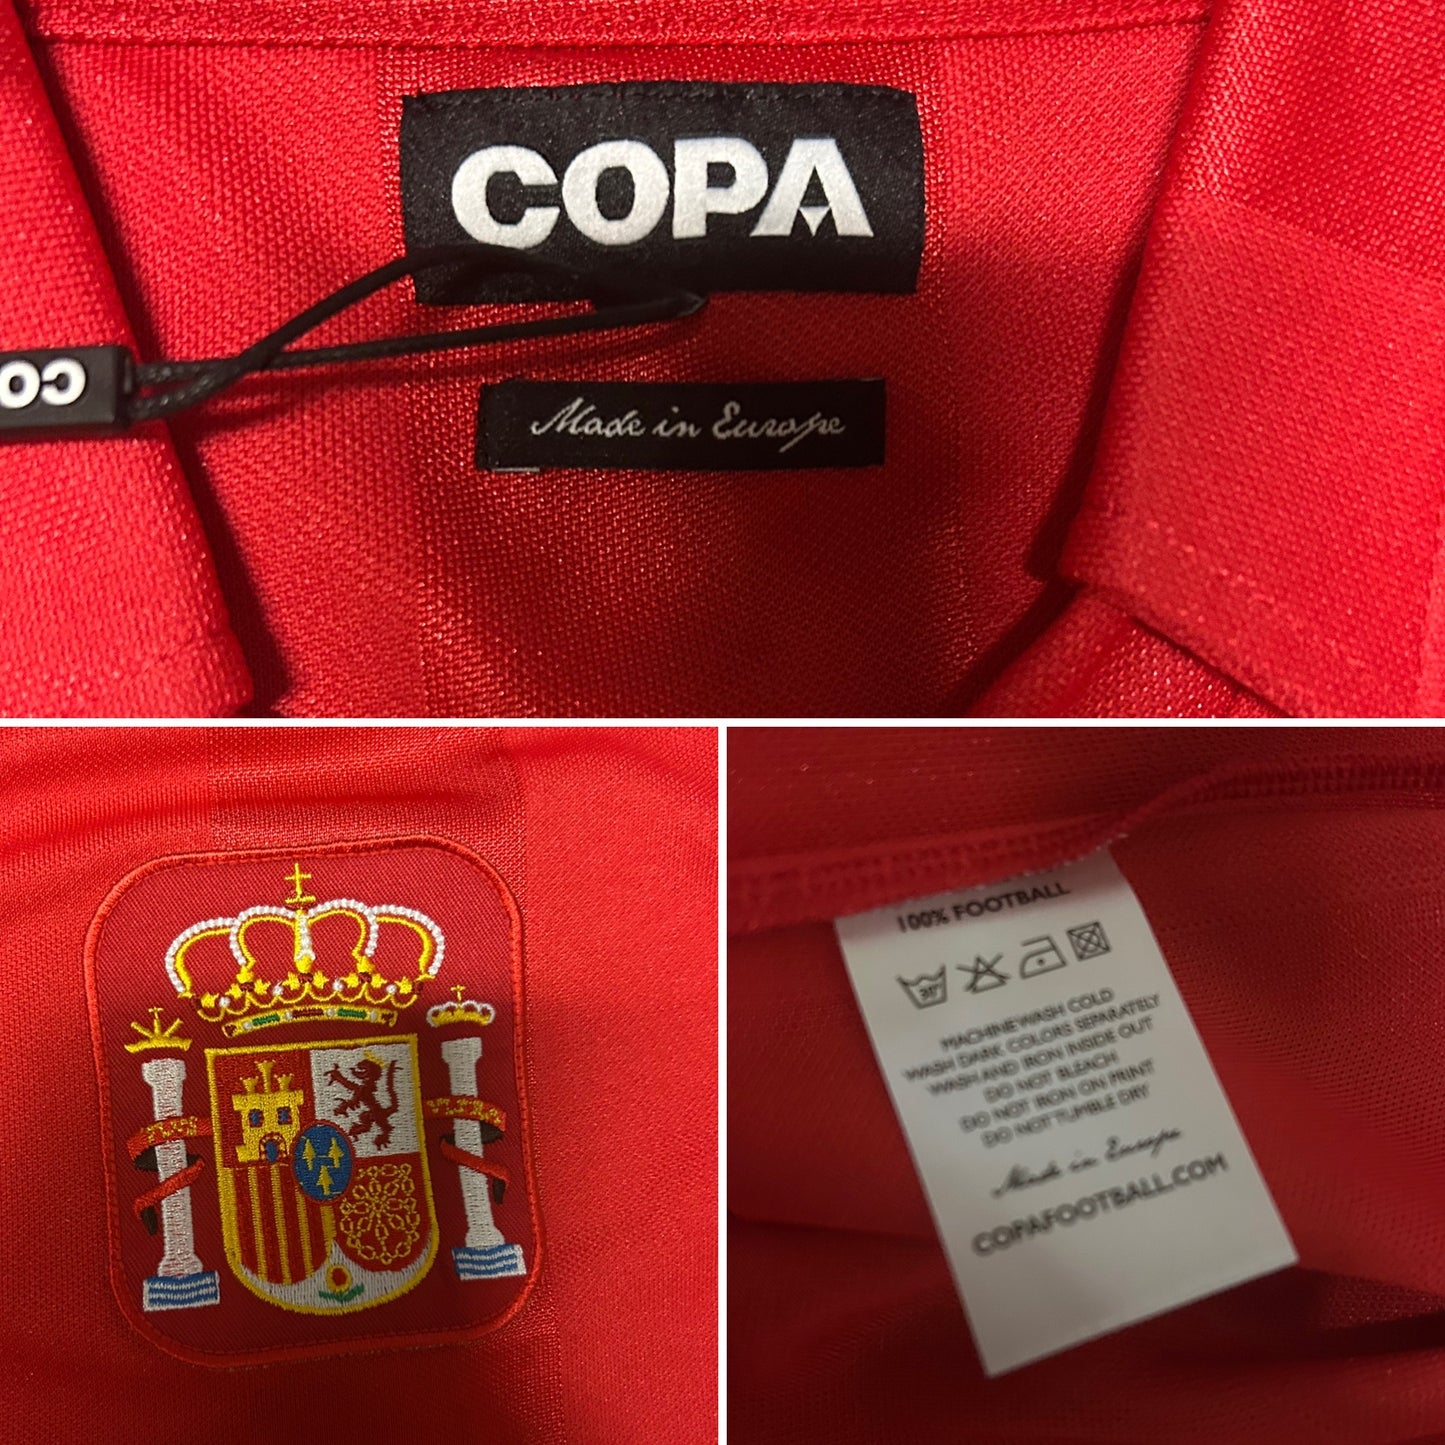 COPA
CO
Made in Europe
100% FOOTBALL
30
MACHINEWASH COLD
WASH DARK COLORS SEPARATELY
WASH AND IRON INSIDE OUT
DO NOT BLEACH
DO NOT IRON ON PRINT
DO NOT TUMBLE DRY
Made in Europe
COPAFOOTBALL.COM